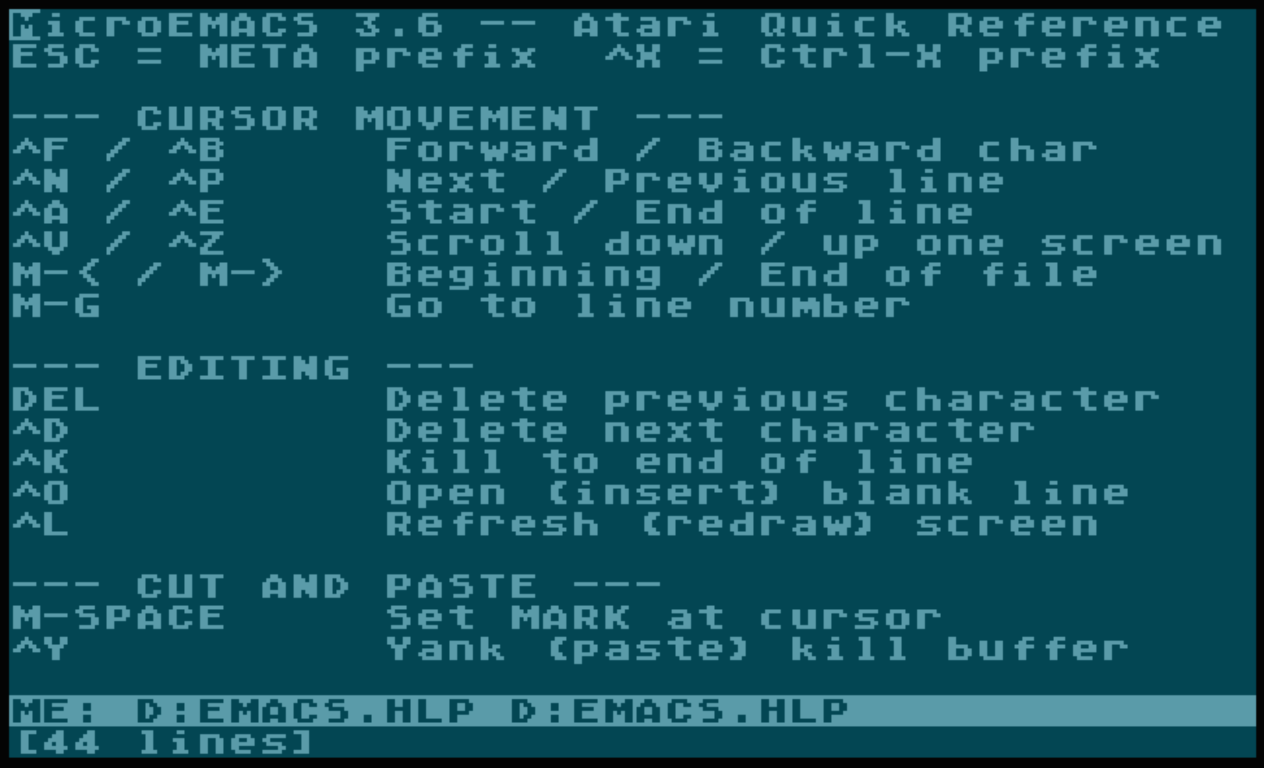 MicroEMACS 3.6 -- Atari Quick Reference
ESC = META prefix  ^X = Ctrl-X prefix
--- CURSOR MOVEMENT ---
^F / ^B     Forward / Backward char
^N / ^P     Next / Previous line
^A / ^E     Start / End of line
^V / ^Z     Scroll down / up one screen
M-< / M->   Beginning / End of file
M-G         Go to line number
--- EDITING ---
DEL         Delete previous character
^D          Delete next character
^K          Kill to end of line
^O          Open (insert) blank line
^L          Refresh (redraw) screen
--- CUT AND PASTE ---
M-SPACE     Set MARK at cursor
^Y          Yank (paste) kill buffer
ME: D:EMACS.HLP D:EMACS.HLP
[44 lines]